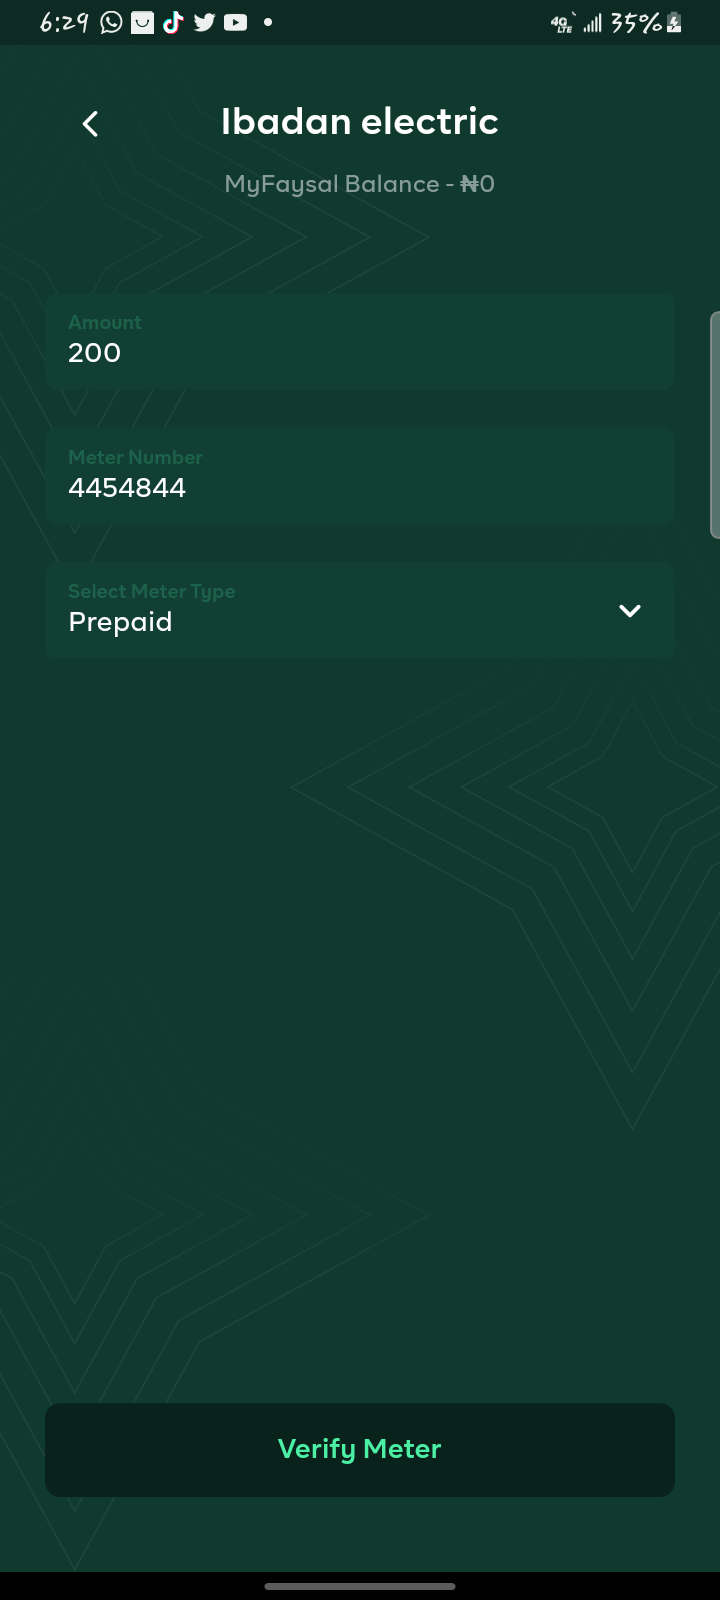 6:29 4G LTE 35%
Ibadan electric
MyFaysal Balance - ₦0
Amount
200
Meter Number
4454844
Select Meter Type
Prepaid
Verify Meter